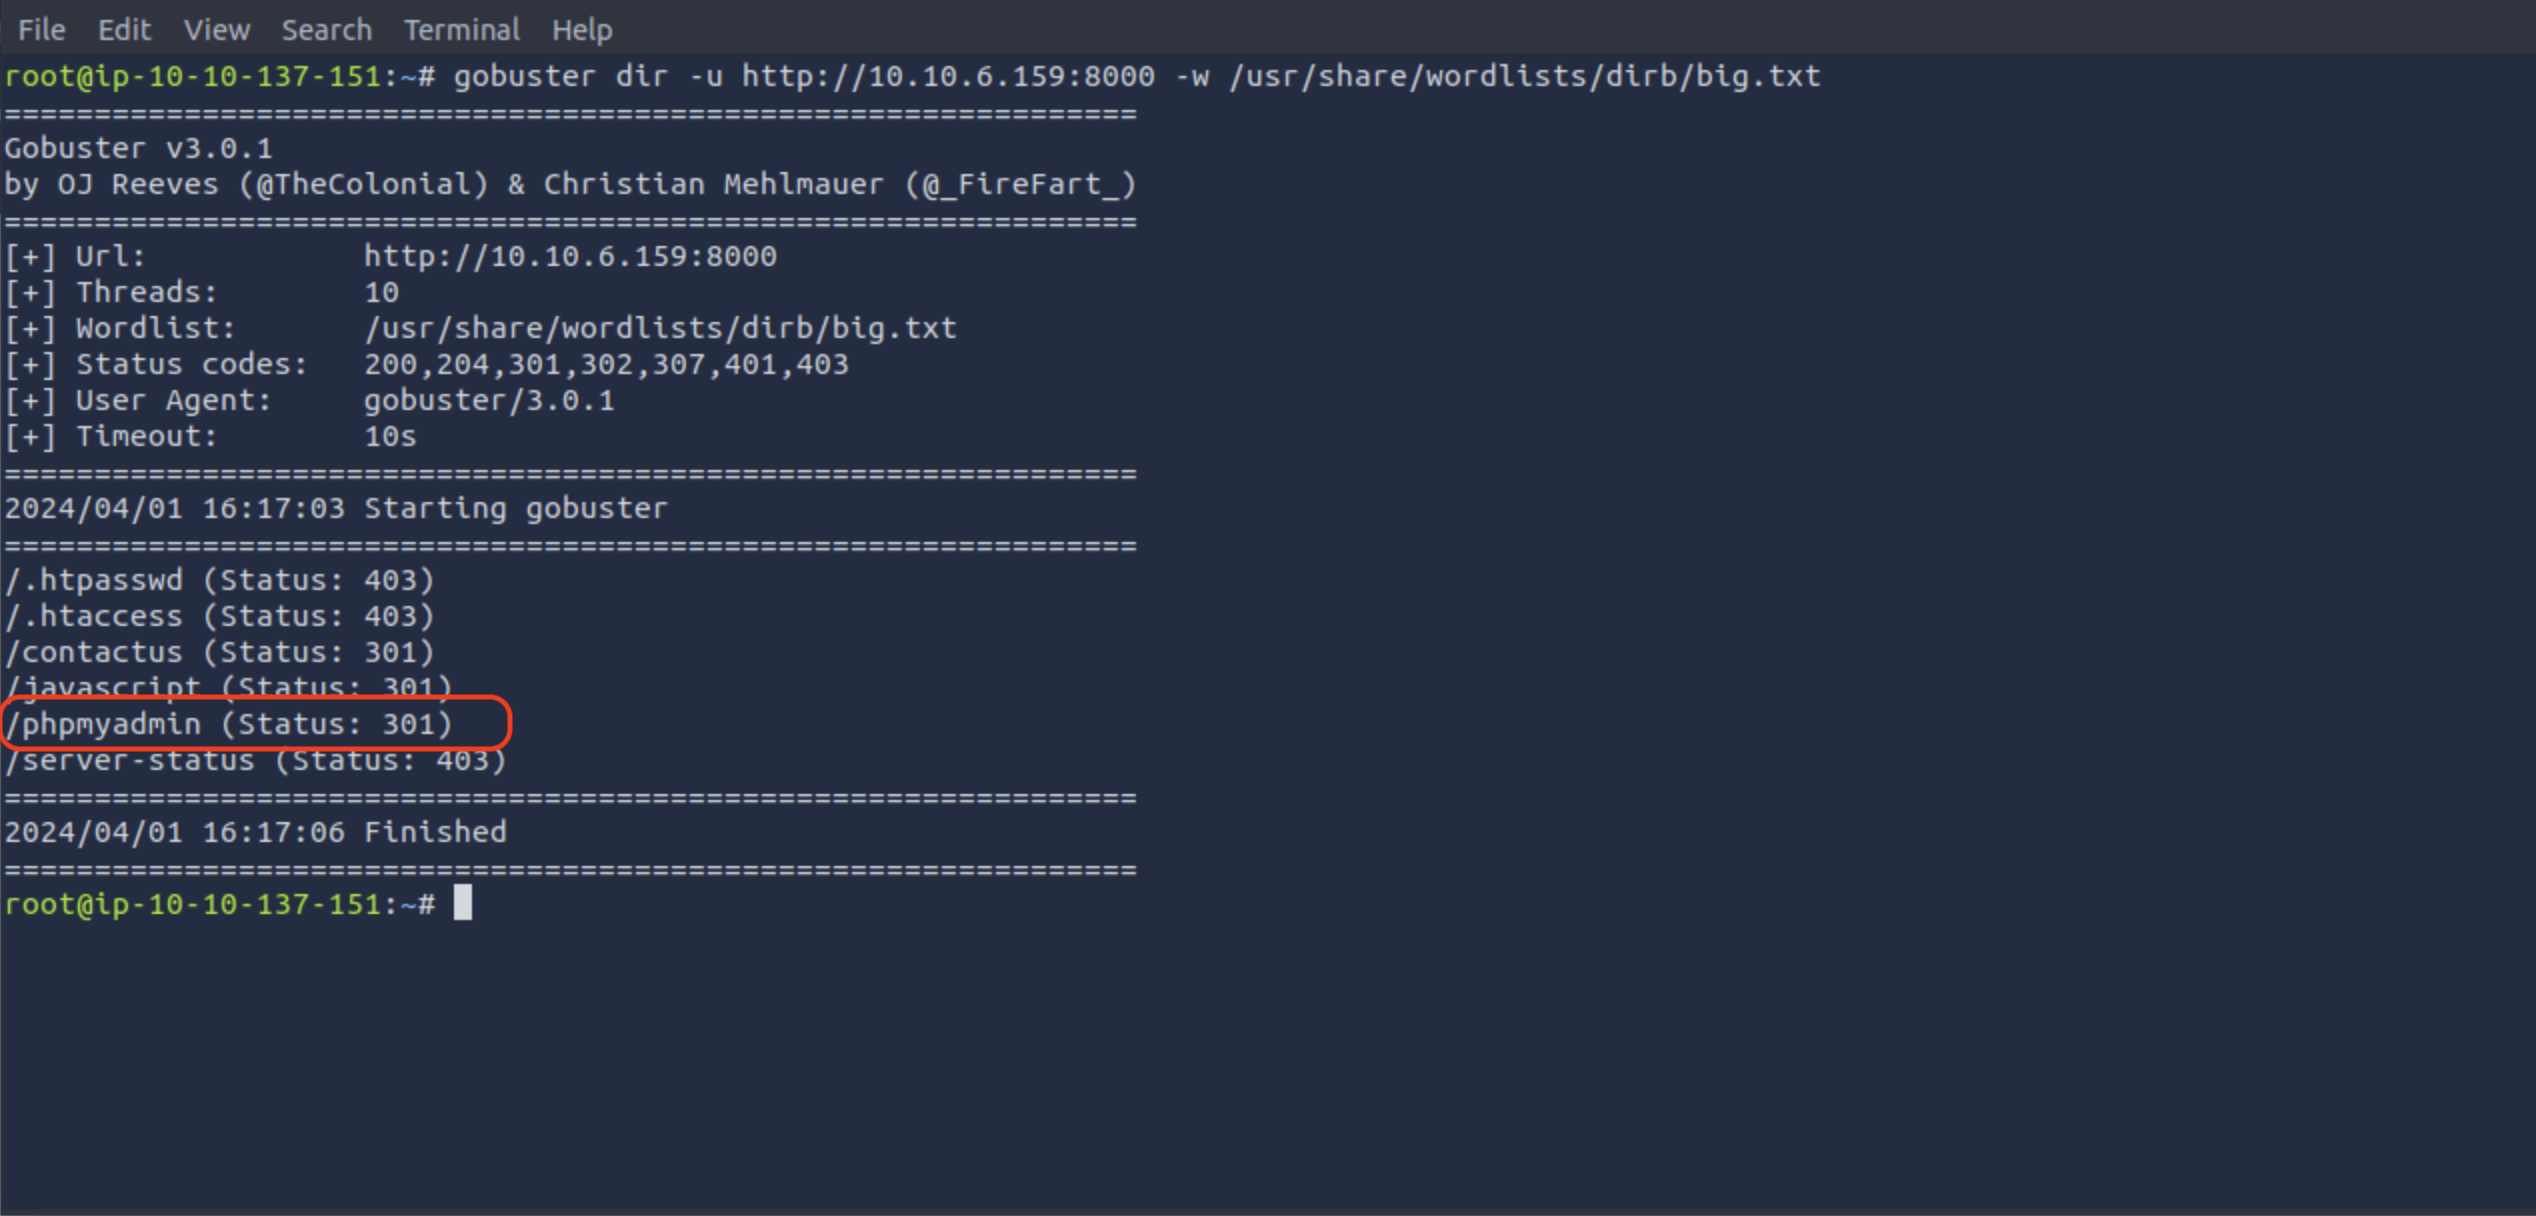 File Edit View Search Terminal Help
root@ip-10-10-137-151:~# gobuster dir -u http://10.10.6.159:8000 -w /usr/share/wordlists/dirb/big.txt
===============================================================
Gobuster v3.0.1
by OJ Reeves (@TheColonial) & Christian Mehlmauer (@_FireFart_)
===============================================================
[+] Url:            http://10.10.6.159:8000
[+] Threads:        10
[+] Wordlist:       /usr/share/wordlists/dirb/big.txt
[+] Status codes:   200,204,301,302,307,401,403
[+] User Agent:     gobuster/3.0.1
[+] Timeout:        10s
===============================================================
2024/04/01 16:17:03 Starting gobuster
===============================================================
/.htpasswd (Status: 403)
/.htaccess (Status: 403)
/contactus (Status: 301)
/javascript (Status: 301)
/phpmyadmin (Status: 301)
/server-status (Status: 403)
===============================================================
2024/04/01 16:17:06 Finished
===============================================================
root@ip-10-10-137-151:~#